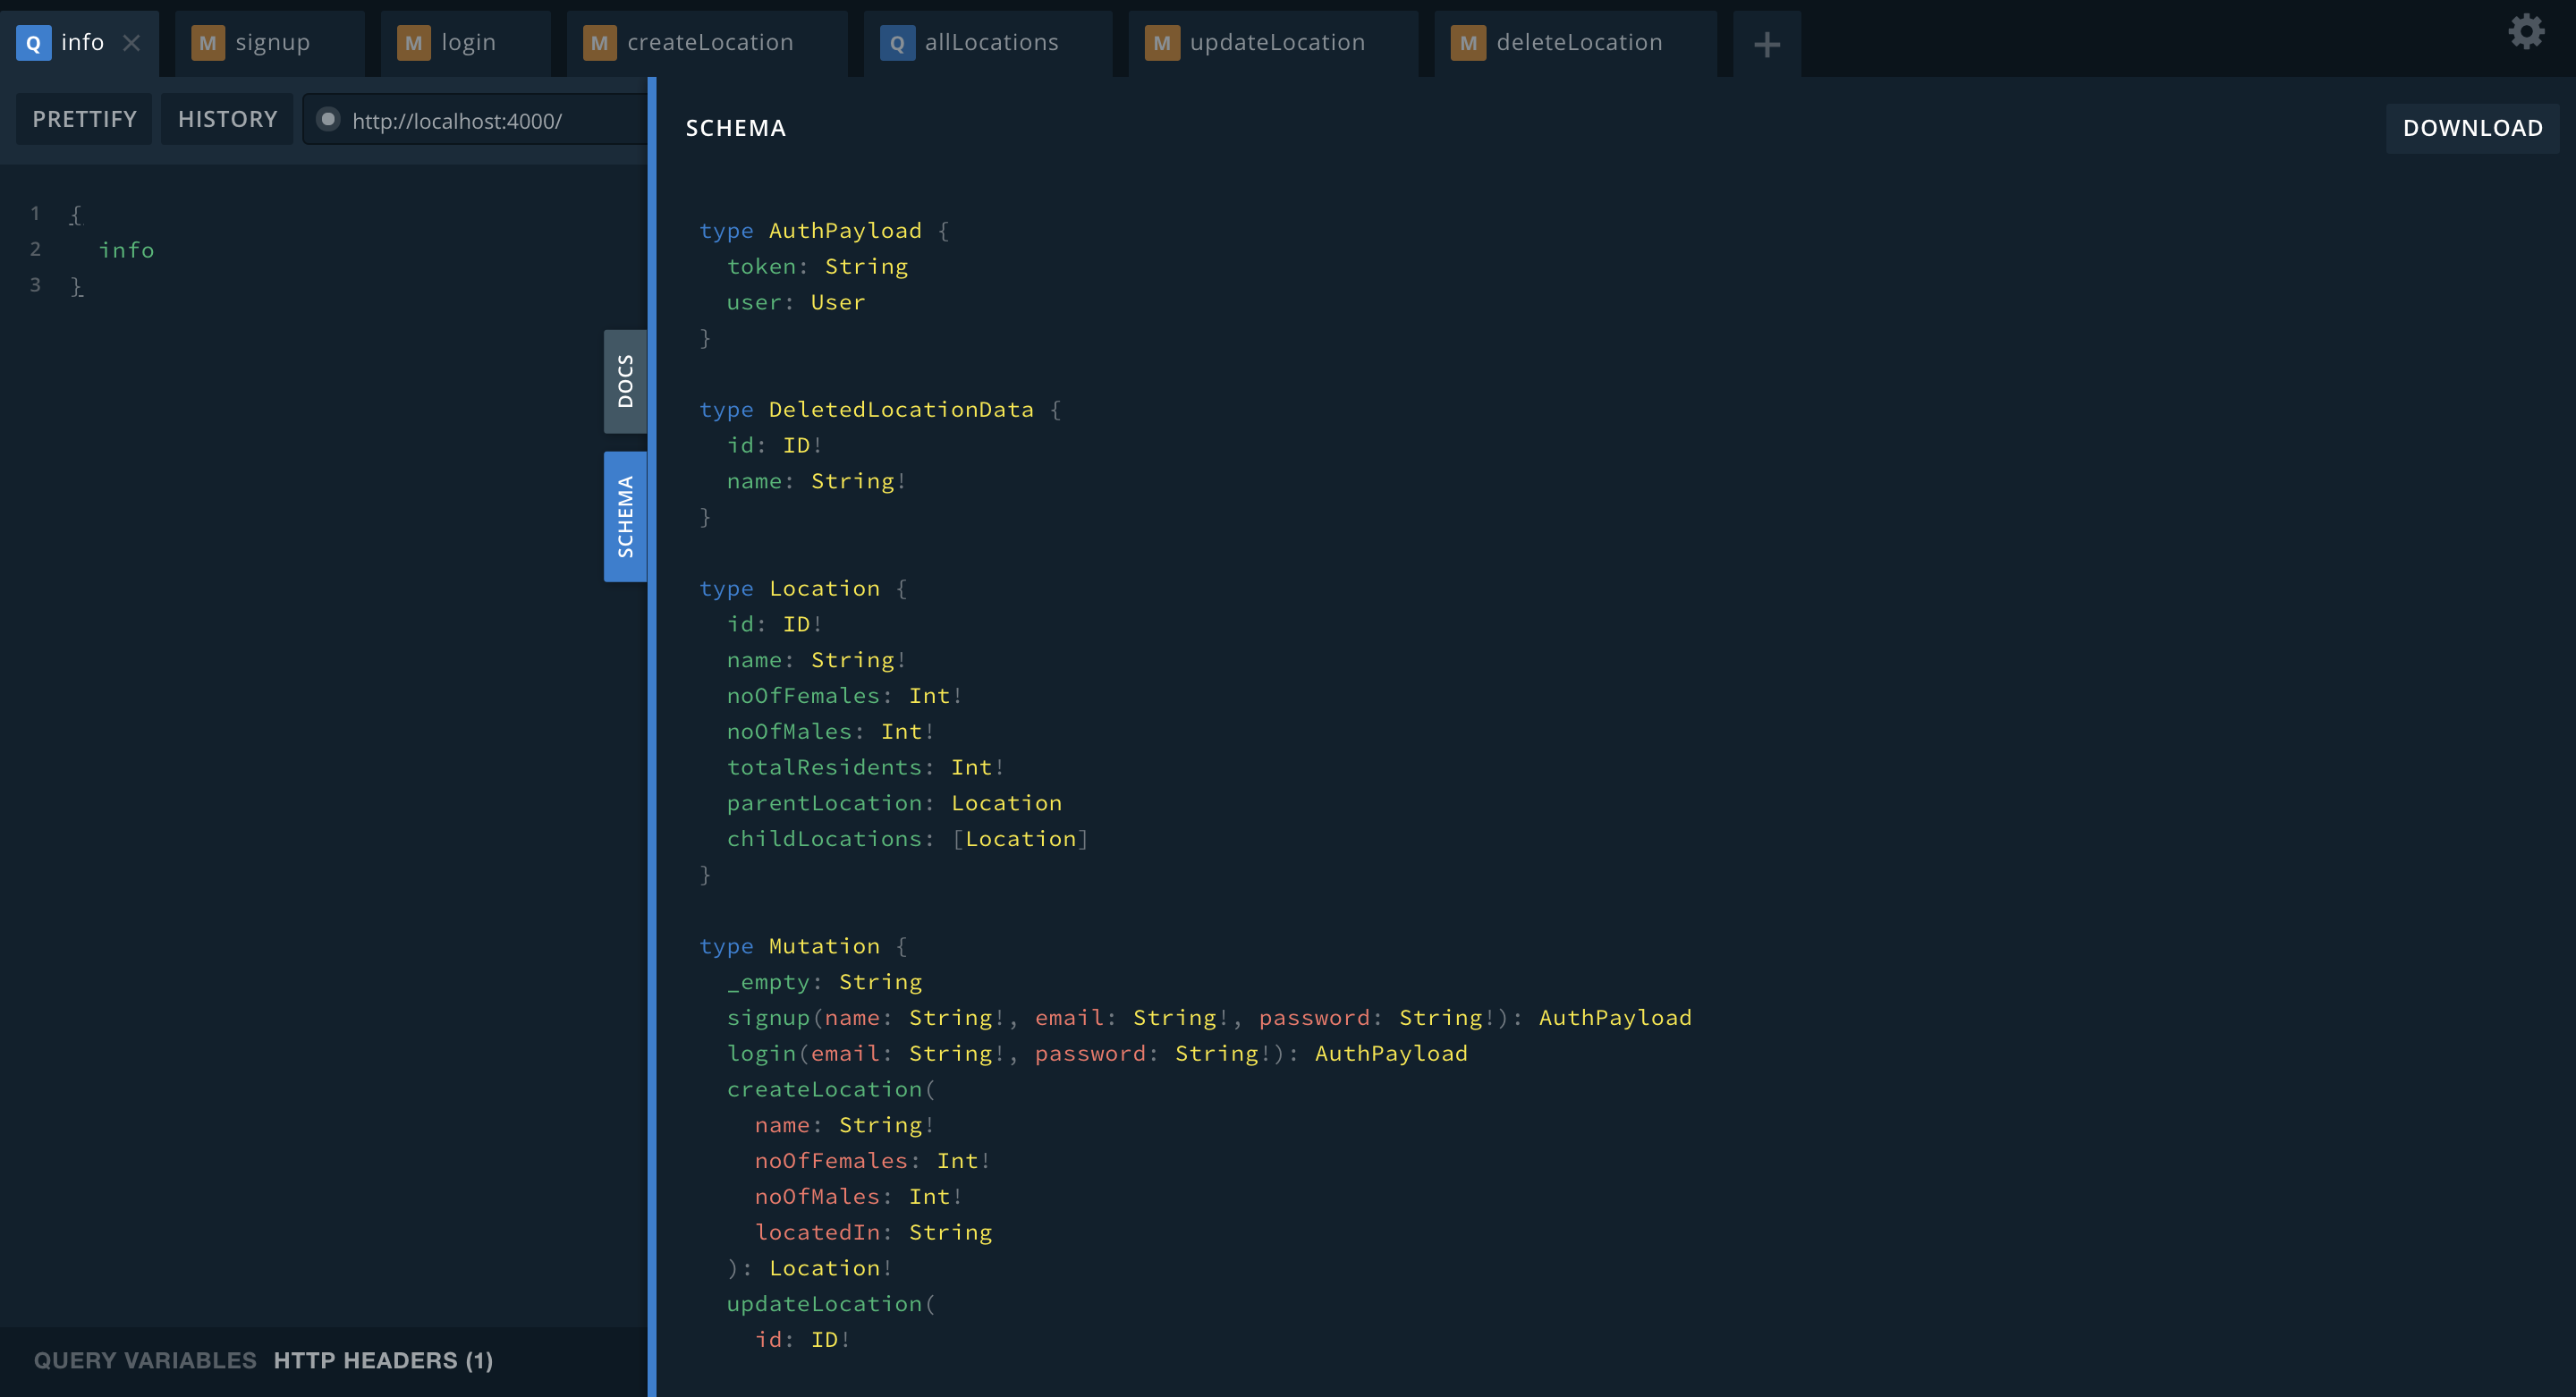 Q info × M signup M login M createLocation Q allLocations M updateLocation M deleteLocation +
PRETTIFY HISTORY http://localhost:4000/
1 {
2 info
3 }
DOCS
SCHEMA
QUERY VARIABLES HTTP HEADERS (1)
SCHEMA
DOWNLOAD
type AuthPayload {
token: String
user: User
}
type DeletedLocationData {
id: ID!
name: String!
}
type Location {
id: ID!
name: String!
noOfFemales: Int!
noOfMales: Int!
totalResidents: Int!
parentLocation: Location
childLocations: [Location]
}
type Mutation {
_empty: String
signup(name: String!, email: String!, password: String!): AuthPayload
login(email: String!, password: String!): AuthPayload
createLocation(
name: String!
noOfFemales: Int!
noOfMales: Int!
locatedIn: String
): Location!
updateLocation(
id: ID!